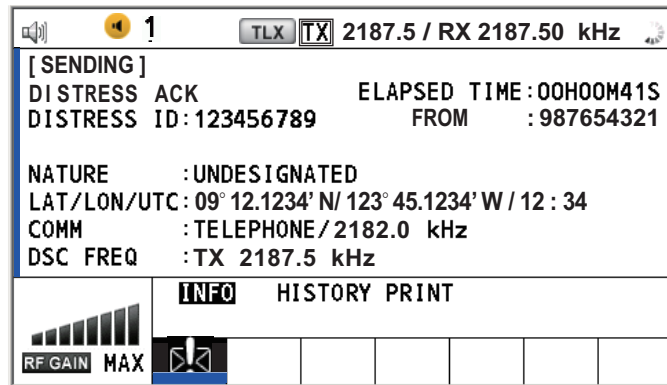 1 TLX TX 2187.5 / RX 2187.50 kHz
[ SENDING ]
DISTRESS ACK ELAPSED TIME:00H00M41S
DISTRESS ID:123456789 FROM :987654321
NATURE :UNDESIGNATED
LAT/LON/UTC: 09° 12.1234' N/ 123° 45.1234' W / 12 : 34
COMM :TELEPHONE/2182.0 kHz
DSC FREQ :TX 2187.5 kHz
INFO HISTORY PRINT
RF GAIN MAX